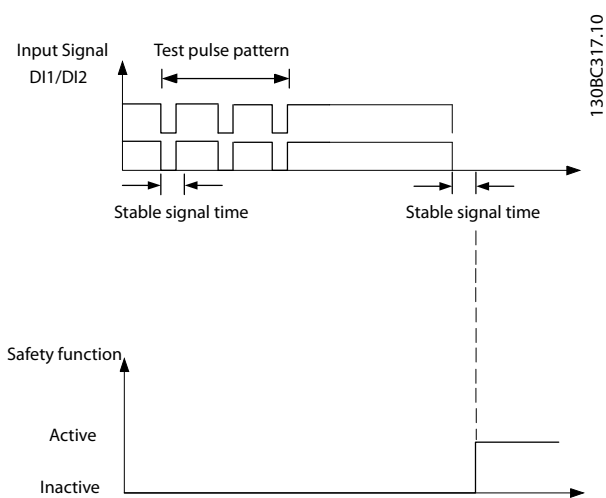 130BC317.10
Input Signal
DI1/DI2
Test pulse pattern
Stable signal time
Stable signal time
Safety function
Active
Inactive